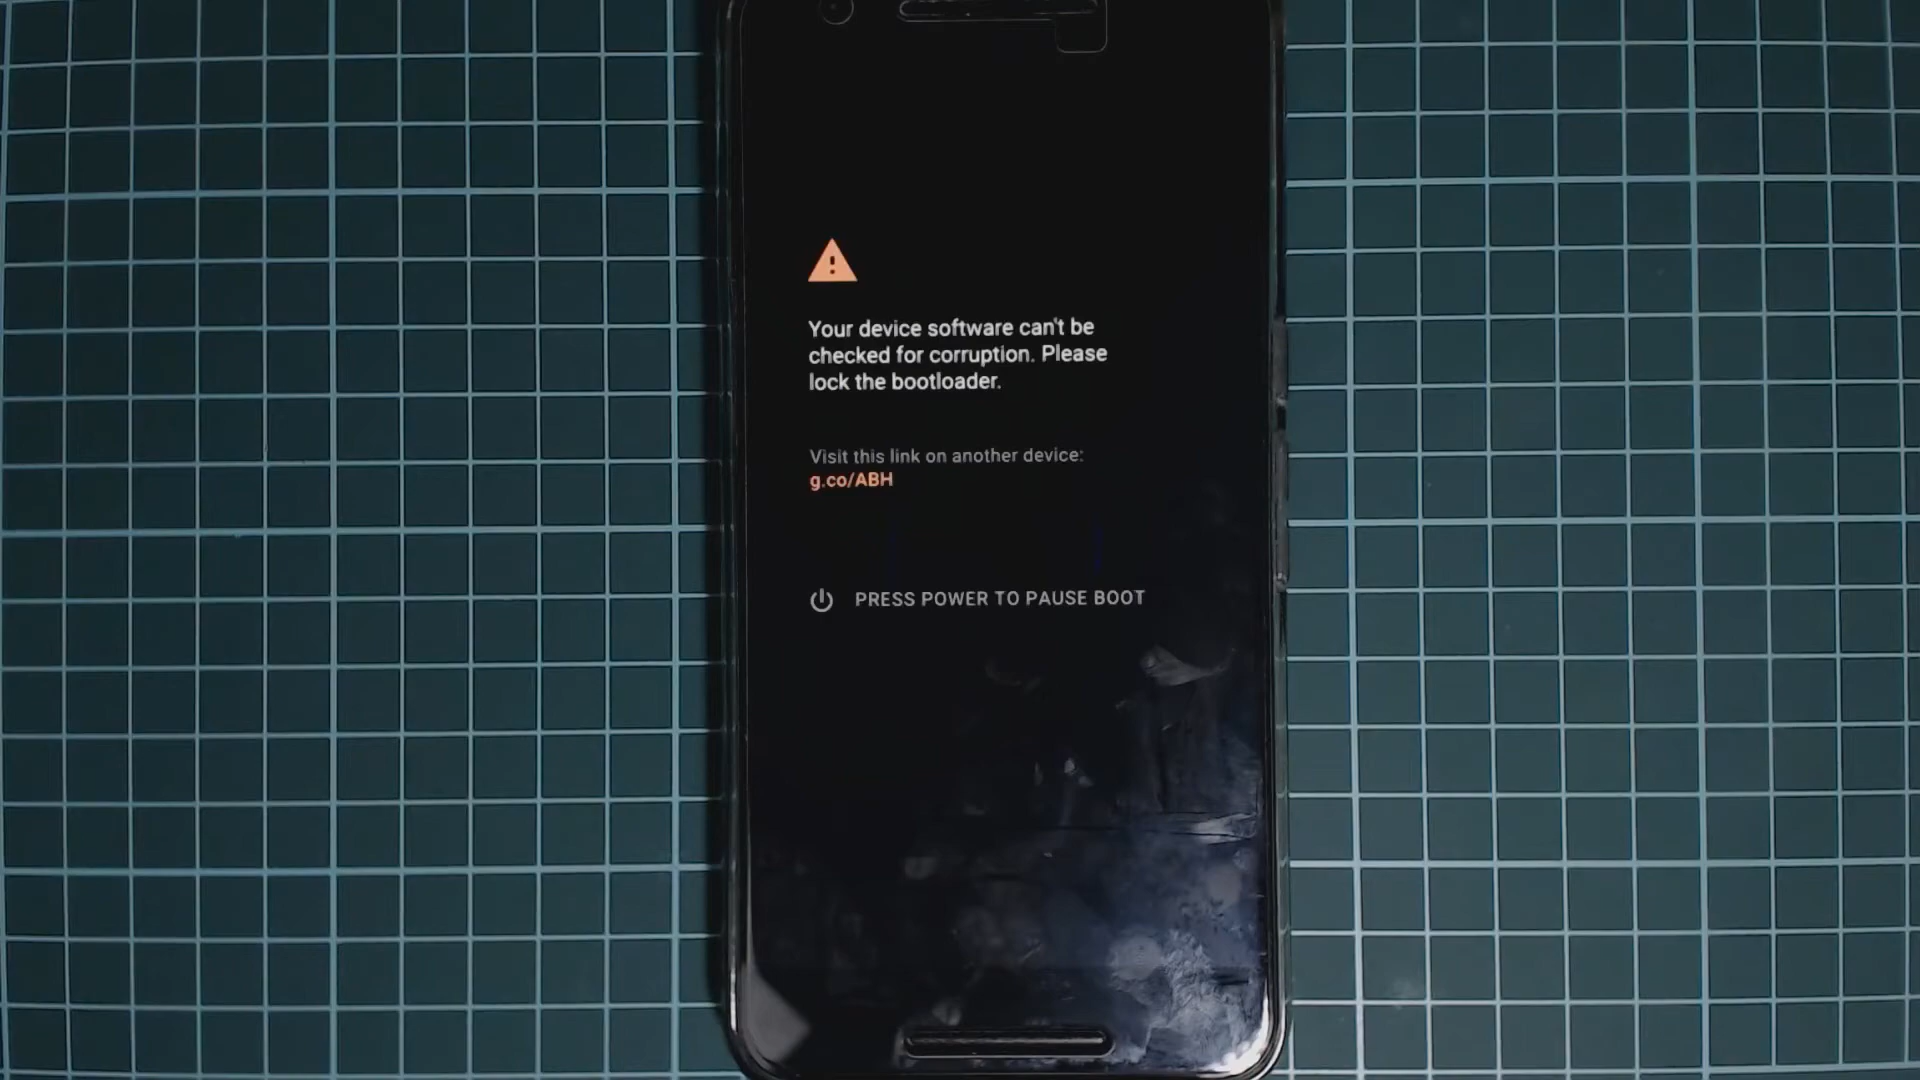 Your device software can't be
checked for corruption. Please
lock the bootloader.
Visit this link on another device:
g.co/ABH
PRESS POWER TO PAUSE BOOT